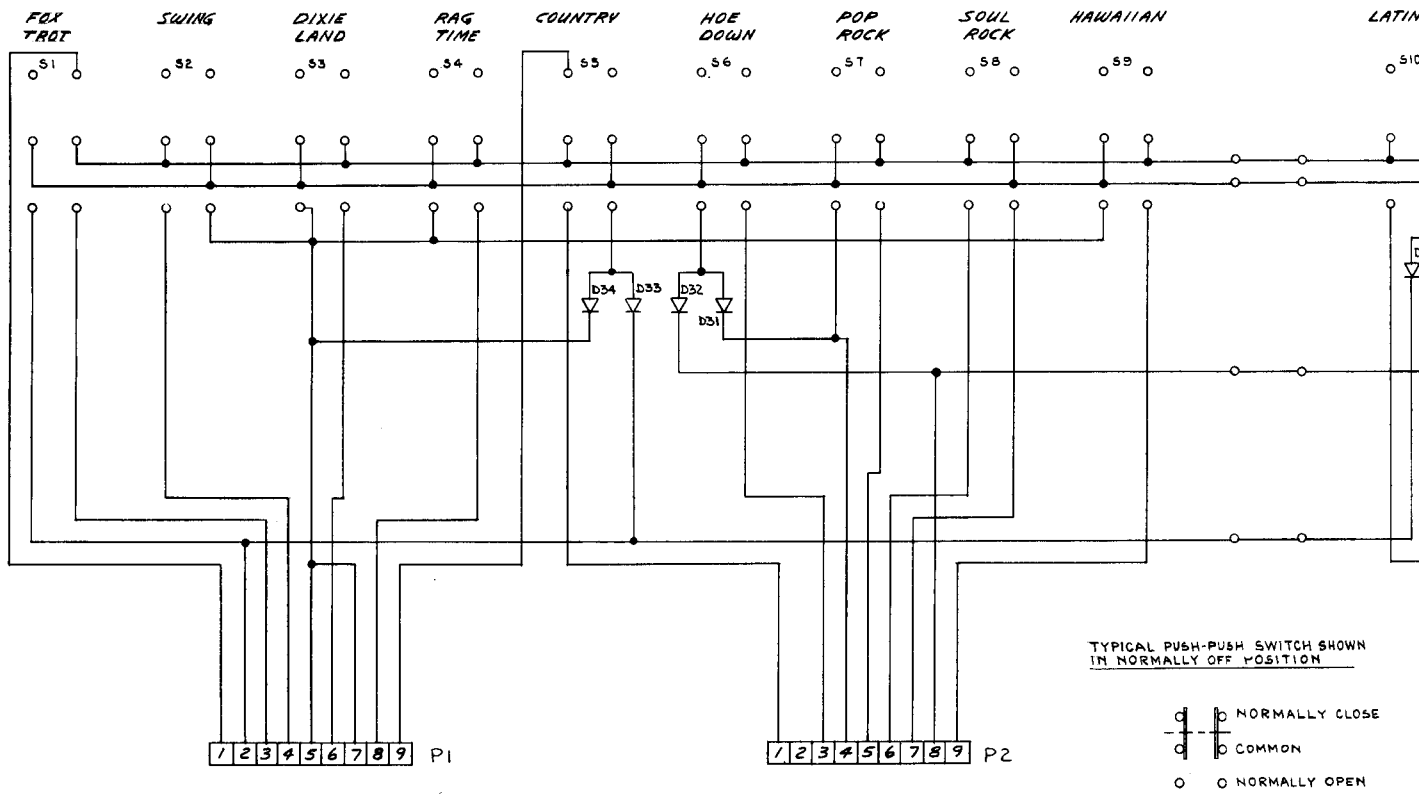 FOX TROT
SWING
DIXIE LAND
RAG TIME
COUNTRY
HOE DOWN
POP ROCK
SOUL ROCK
HAWAIIAN
LATIN
S1
S2
S3
S4
S5
S6
S7
S8
S9
S10
D34
D33
D32
D31
D
TYPICAL PUSH-PUSH SWITCH SHOWN
IN NORMALLY OFF POSITION
NORMALLY CLOSE
COMMON
NORMALLY OPEN
1 2 3 4 5 6 7 8 9 P1
1 2 3 4 5 6 7 8 9 P2